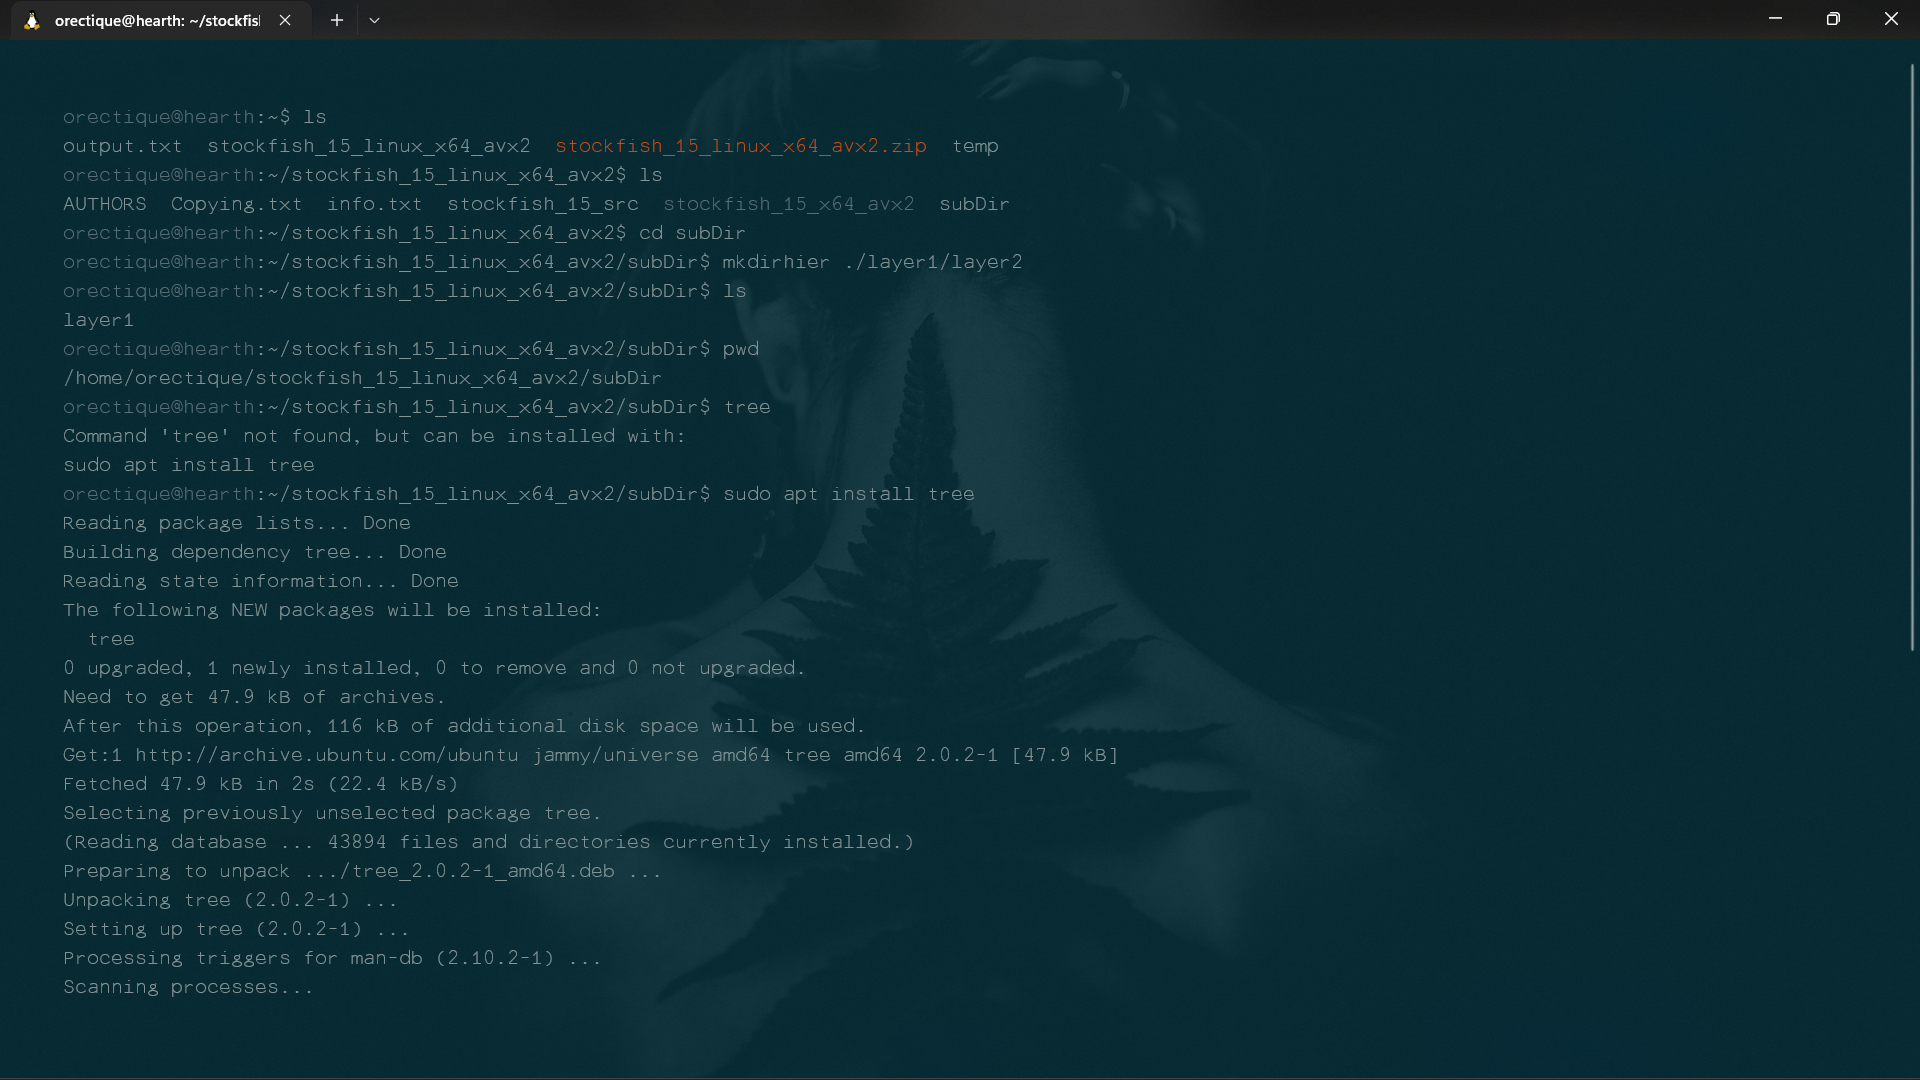 orectique@hearth: ~/stockfis
orectique@hearth:~$ ls
output.txt  stockfish_15_linux_x64_avx2  stockfish_15_linux_x64_avx2.zip  temp
orectique@hearth:~/stockfish_15_linux_x64_avx2$ ls
AUTHORS  Copying.txt  info.txt  stockfish_15_src  stockfish_15_x64_avx2  subDir
orectique@hearth:~/stockfish_15_linux_x64_avx2$ cd subDir
orectique@hearth:~/stockfish_15_linux_x64_avx2/subDir$ mkdirhier ./layer1/layer2
orectique@hearth:~/stockfish_15_linux_x64_avx2/subDir$ ls
layer1
orectique@hearth:~/stockfish_15_linux_x64_avx2/subDir$ pwd
/home/orectique/stockfish_15_linux_x64_avx2/subDir
orectique@hearth:~/stockfish_15_linux_x64_avx2/subDir$ tree
Command 'tree' not found, but can be installed with:
sudo apt install tree
orectique@hearth:~/stockfish_15_linux_x64_avx2/subDir$ sudo apt install tree
Reading package lists... Done
Building dependency tree... Done
Reading state information... Done
The following NEW packages will be installed:
  tree
0 upgraded, 1 newly installed, 0 to remove and 0 not upgraded.
Need to get 47.9 kB of archives.
After this operation, 116 kB of additional disk space will be used.
Get:1 http://archive.ubuntu.com/ubuntu jammy/universe amd64 tree amd64 2.0.2-1 [47.9 kB]
Fetched 47.9 kB in 2s (22.4 kB/s)
Selecting previously unselected package tree.
(Reading database ... 43894 files and directories currently installed.)
Preparing to unpack .../tree_2.0.2-1_amd64.deb ...
Unpacking tree (2.0.2-1) ...
Setting up tree (2.0.2-1) ...
Processing triggers for man-db (2.10.2-1) ...
Scanning processes...